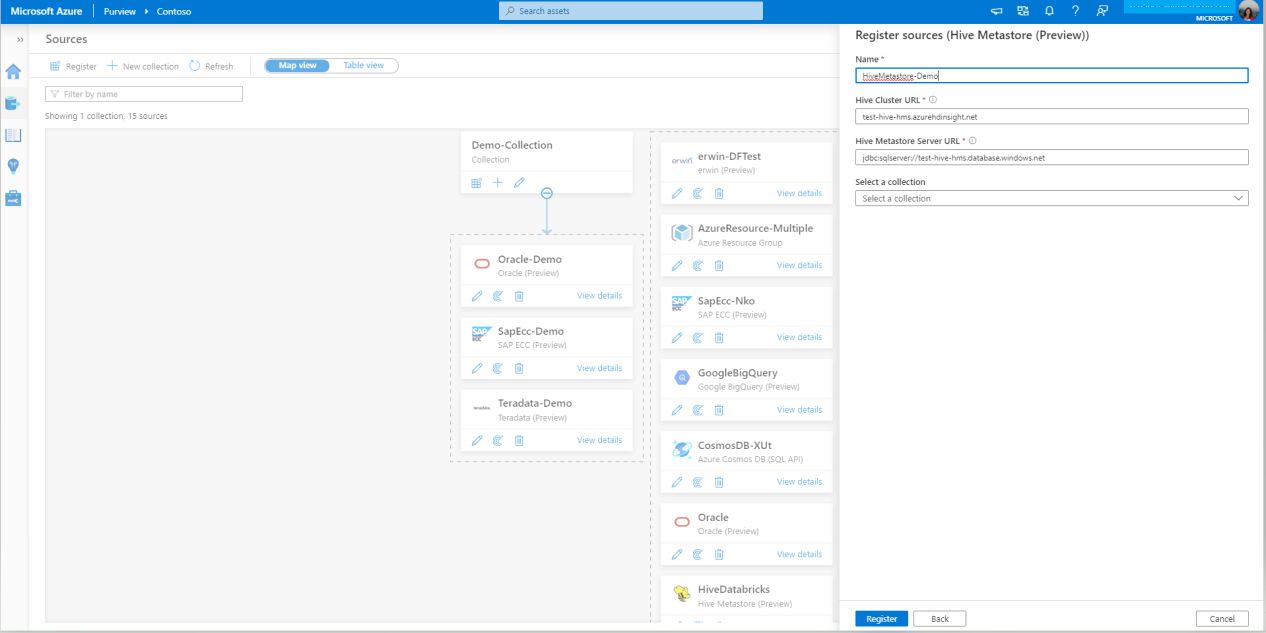 Microsoft Azure
Purview
Contoso
Search assets
MICROSOFT
Sources
Register
New collection
Refresh
Map view
Table view
Filter by name
Showing 1 collection, 15 sources
Demo-Collection
Collection
Oracle-Demo
Oracle (Preview)
View details
SAP
ECC
SapEcc-Demo
SAP ECC (Preview)
View details
teradata.
Teradata-Demo
Teradata (Preview)
View details
erwin
erwin-DFTest
erwin (Preview)
View details
AzureResource-Multiple
Azure Resource Group
View details
SAP
ECC
SapEcc-Nko
SAP ECC (Preview)
View details
GoogleBigQuery
Google BigQuery (Preview)
View details
CosmosDB-XUt
Azure Cosmos DB (SQL API)
View details
Oracle
Oracle (Preview)
View details
HiveDatabricks
Hive Metastore (Preview)
Register sources (Hive Metastore (Preview))
Name *
HiveMetastore-Demo
Hive Cluster URL *
test-hive-hms.azurehdinsight.net
Hive Metastore Server URL *
jdbc:sqlserver://test-hive-hms.database.windows.net
Select a collection
Select a collection
Register
Back
Cancel